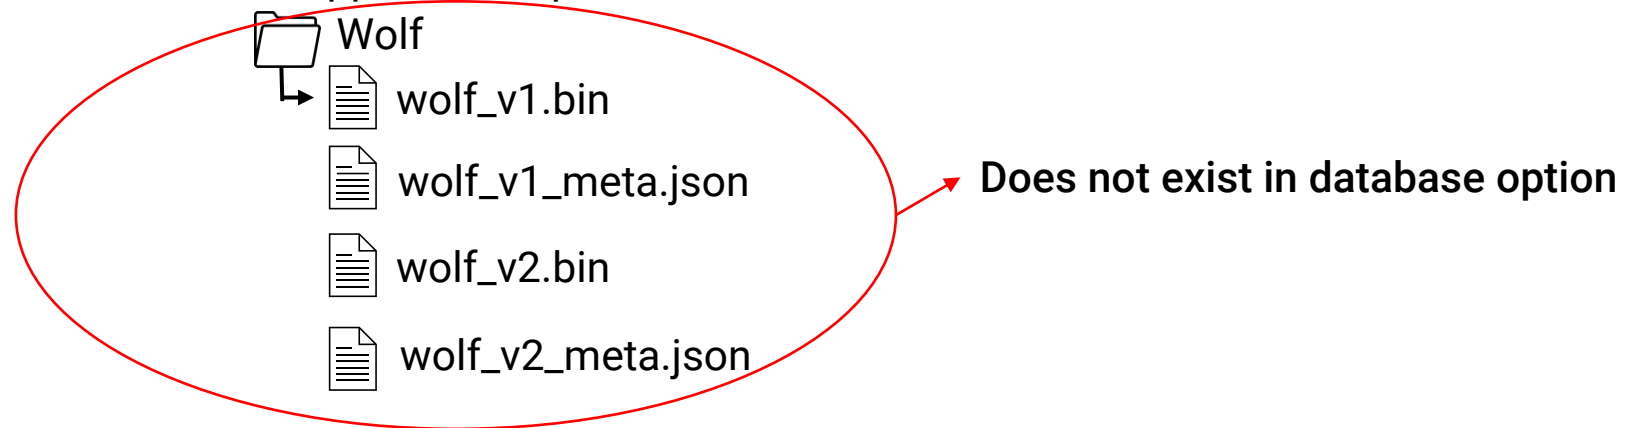 Wolf
wolf_v1.bin
wolf_v1_meta.json
Does not exist in database option
wolf_v2.bin
wolf_v2_meta.json